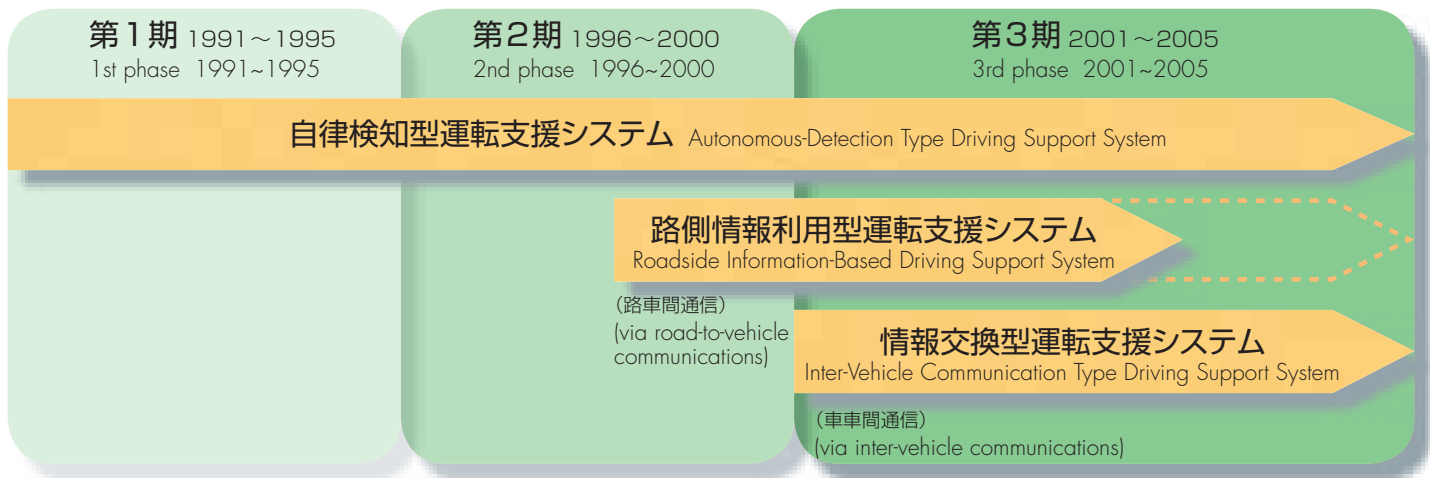 第1期 1991～1995
1st phase 1991~1995
第2期 1996～2000
2nd phase 1996~2000
第3期 2001～2005
3rd phase 2001~2005
自律検知型運転支援システム Autonomous-Detection Type Driving Support System
路側情報利用型運転支援システム
Roadside Information-Based Driving Support System
（路車間通信）
(via road-to-vehicle
communications)
情報交換型運転支援システム
Inter-Vehicle Communication Type Driving Support System
（車車間通信）
(via inter-vehicle communications)